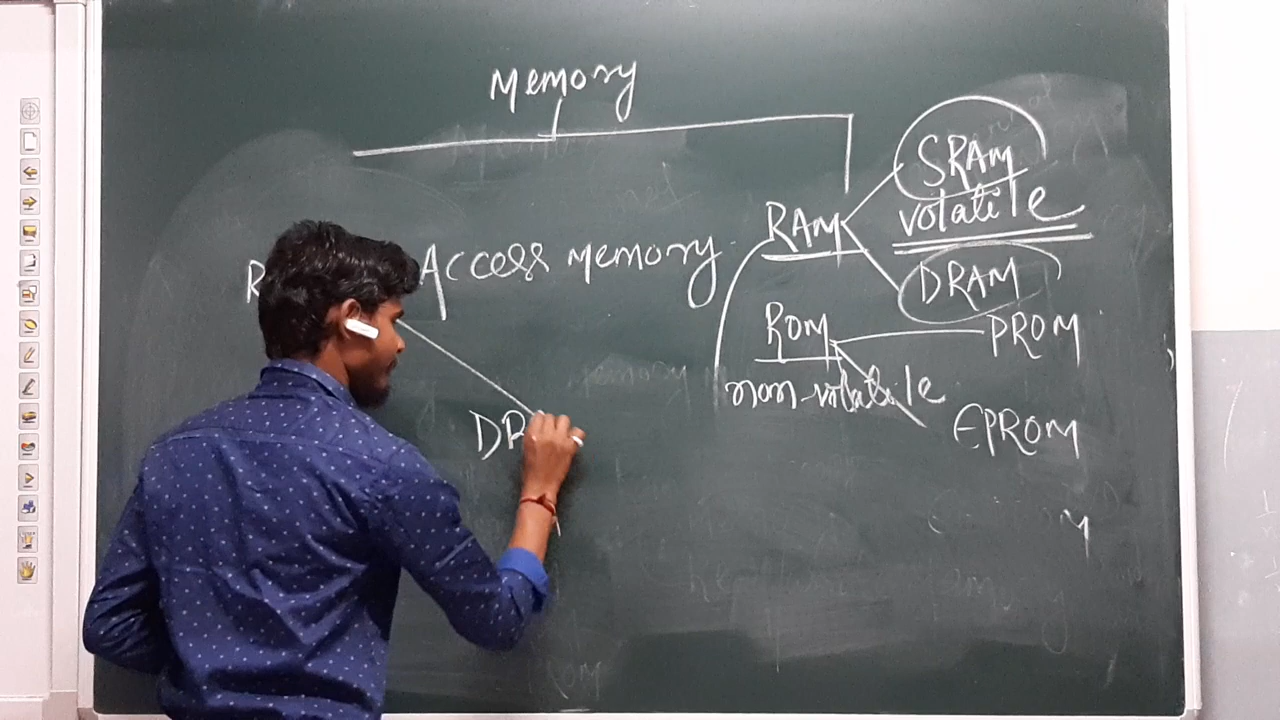 Memory
SRAM
volatile
RAM
Access memory
DRAM
ROM
PROM
non-volatile
EPROM
DR